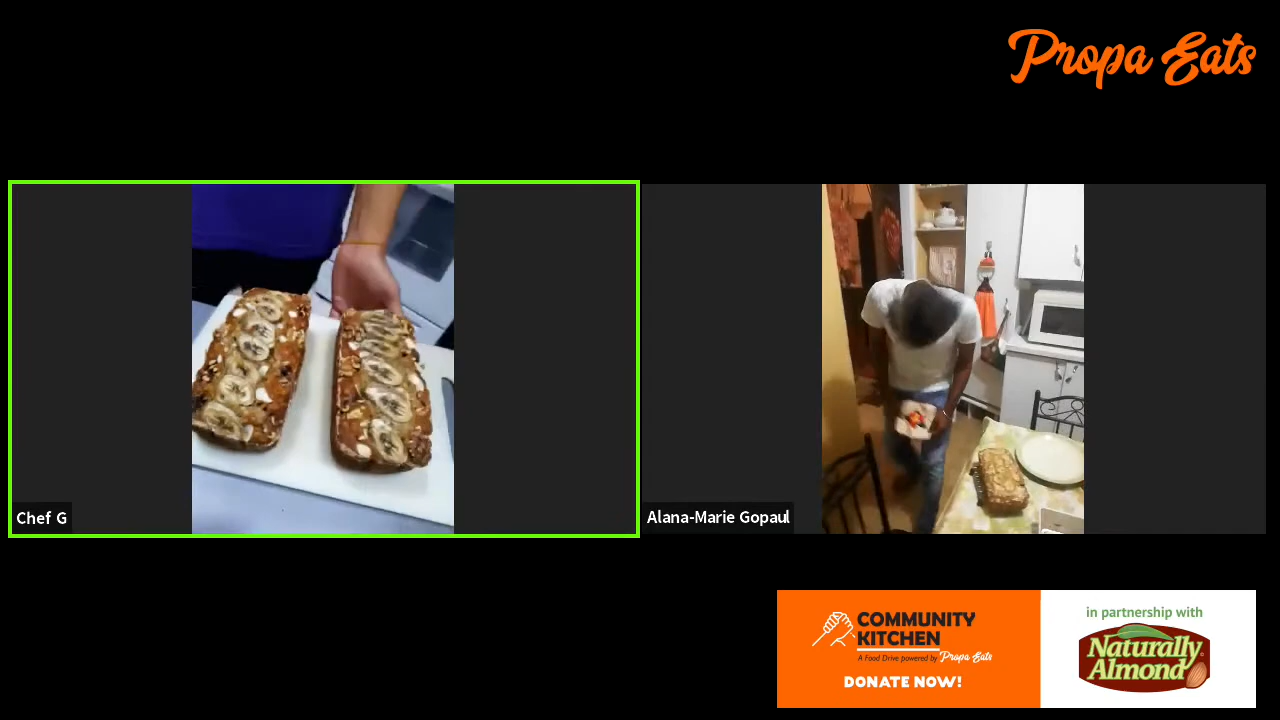 Propa Eats
Chef G
Alana-Marie Gopaul
COMMUNITY
KITCHEN
A Food Drive powered by Propa Eats
DONATE NOW!
in partnership with
Naturally
Almond